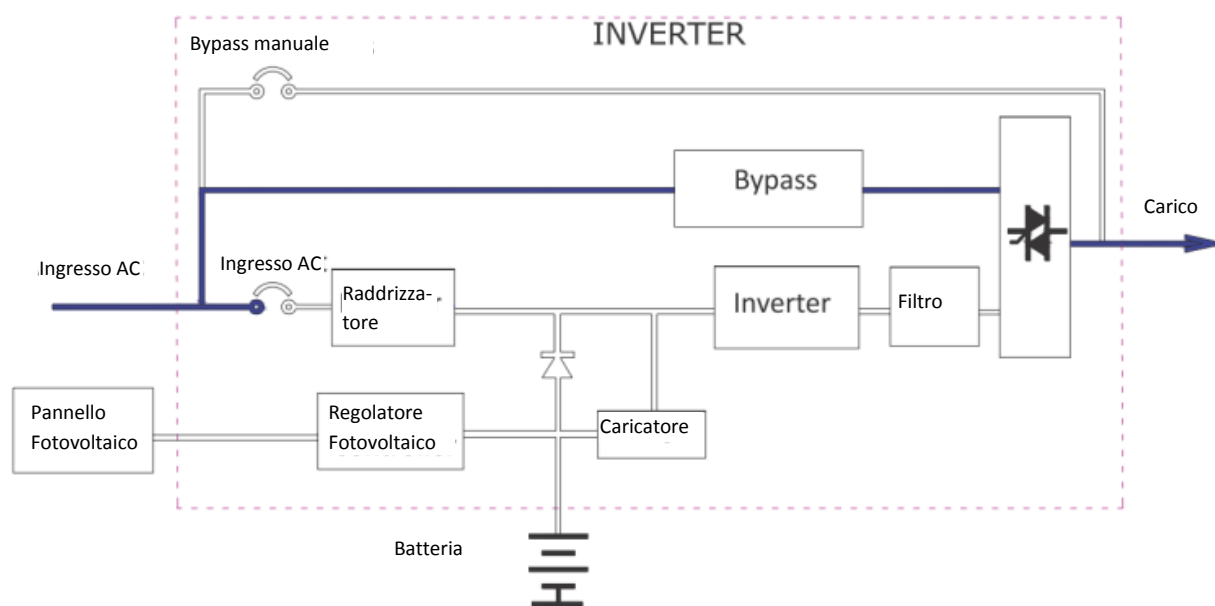 INVERTER
Bypass manuale
Bypass
Carico
Ingresso AC
Ingresso AC
Raddrizza-
tore
Inverter
Filtro
Pannello
Fotovoltaico
Regolatore
Fotovoltaico
Caricatore
Batteria